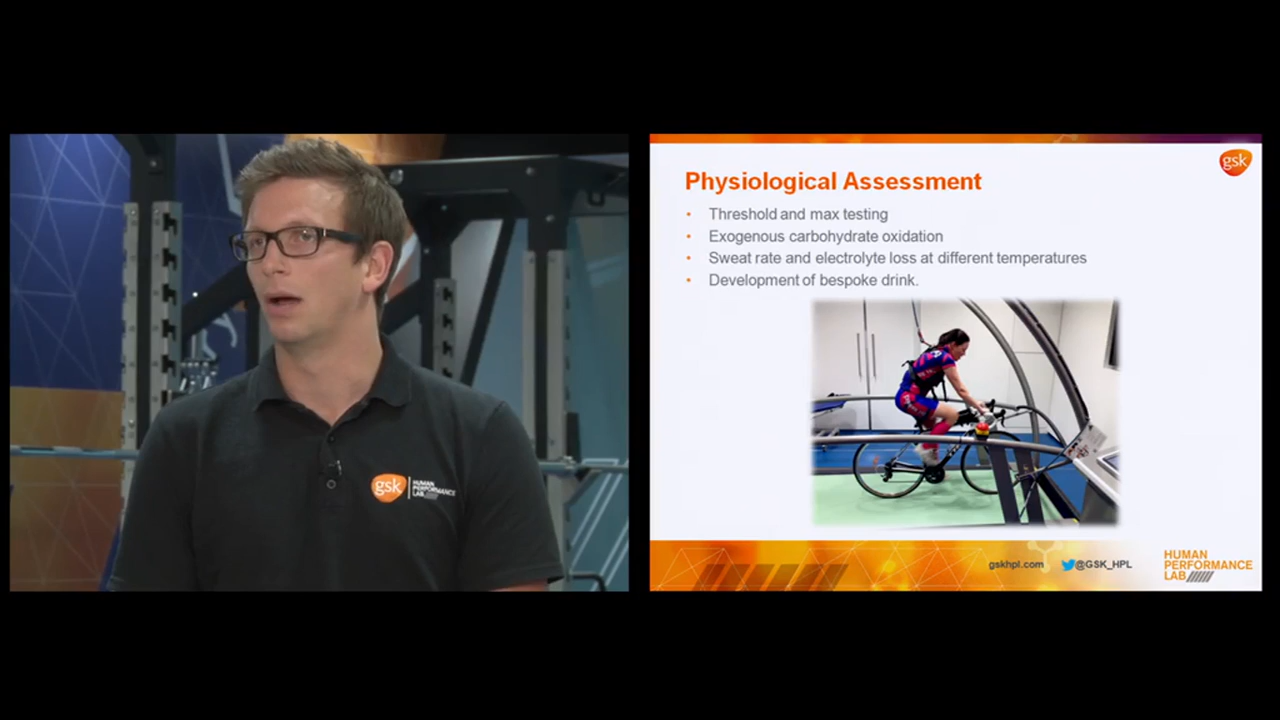 gsk
HUMAN
PERFORMANCE
LAB
gsk
Physiological Assessment
• Threshold and max testing
• Exogenous carbohydrate oxidation
• Sweat rate and electrolyte loss at different temperatures
• Development of bespoke drink.
gskhpl.com
@GSK_HPL
HUMAN
PERFORMANCE
LAB